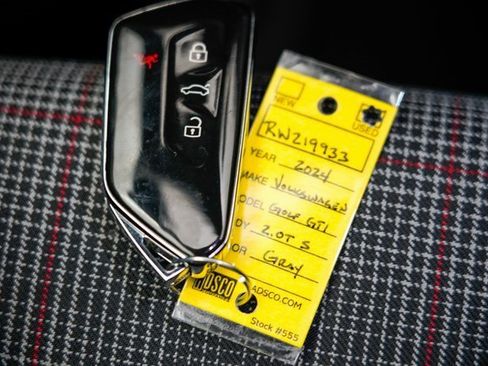 NEW
USED
RW219933
YEAR 2024
MAKE VOLKSWAGEN
ODEL GOLF GTI
DY 2.0T S
OR GRAY
ADSCO
ADSCO.COM
Stock #555